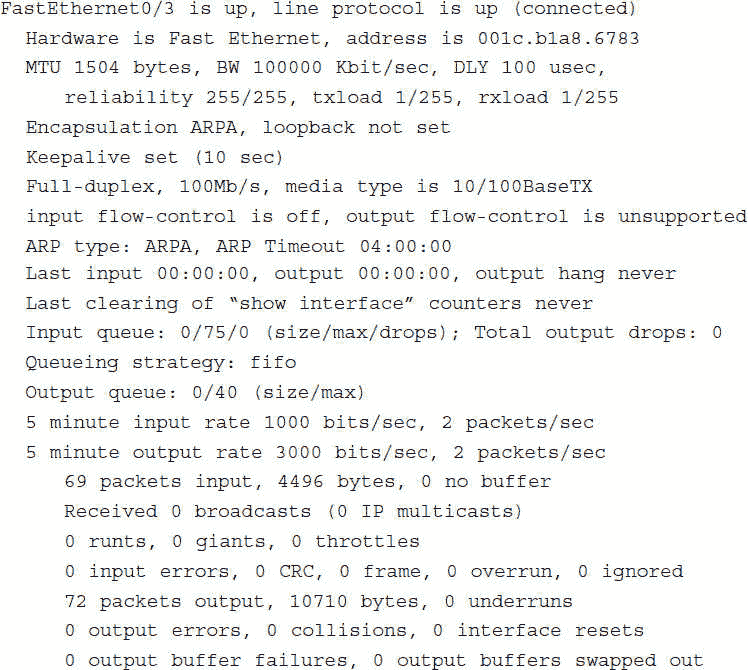 FastEthernet0/3 is up, line protocol is up (connected)
Hardware is Fast Ethernet, address is 001c.b1a8.6783
MTU 1504 bytes, BW 100000 Kbit/sec, DLY 100 usec,
reliability 255/255, txload 1/255, rxload 1/255
Encapsulation ARPA, loopback not set
Keepalive set (10 sec)
Full-duplex, 100Mb/s, media type is 10/100BaseTX
input flow-control is off, output flow-control is unsupported
ARP type: ARPA, ARP Timeout 04:00:00
Last input 00:00:00, output 00:00:00, output hang never
Last clearing of “show interface” counters never
Input queue: 0/75/0 (size/max/drops); Total output drops: 0
Queueing strategy: fifo
Output queue: 0/40 (size/max)
5 minute input rate 1000 bits/sec, 2 packets/sec
5 minute output rate 3000 bits/sec, 2 packets/sec
69 packets input, 4496 bytes, 0 no buffer
Received 0 broadcasts (0 IP multicasts)
0 runts, 0 giants, 0 throttles
0 input errors, 0 CRC, 0 frame, 0 overrun, 0 ignored
72 packets output, 10710 bytes, 0 underruns
0 output errors, 0 collisions, 0 interface resets
0 output buffer failures, 0 output buffers swapped out